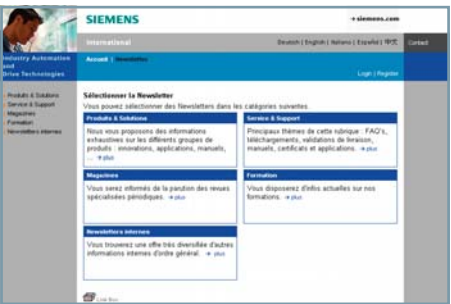 SIEMENS
→ siemens.com
International
Deutsch | English | Italiano | Español | 中文
Contact
Industry Automation
and
Drive Technologies
Accueil | Newsletter
Login | Register
Produits & Solutions
Service & Support
Magazines
Formation
Newsletters internes
Sélectionner la Newsletter
Vous pouvez sélectionner des Newsletters dans les catégories suivantes.
Produits & Solutions
Nous vous proposons des informations
exhaustives sur les différents groupes de
produits : innovations, applications, manuels,
... → plus
Service & Support
Principaux thèmes de cette rubrique : FAQ's,
téléchargements, validations de livraison,
manuels, certificats et applications. → plus
Magazines
Vous serez informés de la parution des revues
spécialisées périodiques. → plus
Formation
Vous disposerez d'infos actuelles sur nos
formations. → plus
Newsletters internes
Vous trouverez une offre très diversifiée d'autres
informations internes d'ordre général. → plus
Link Box